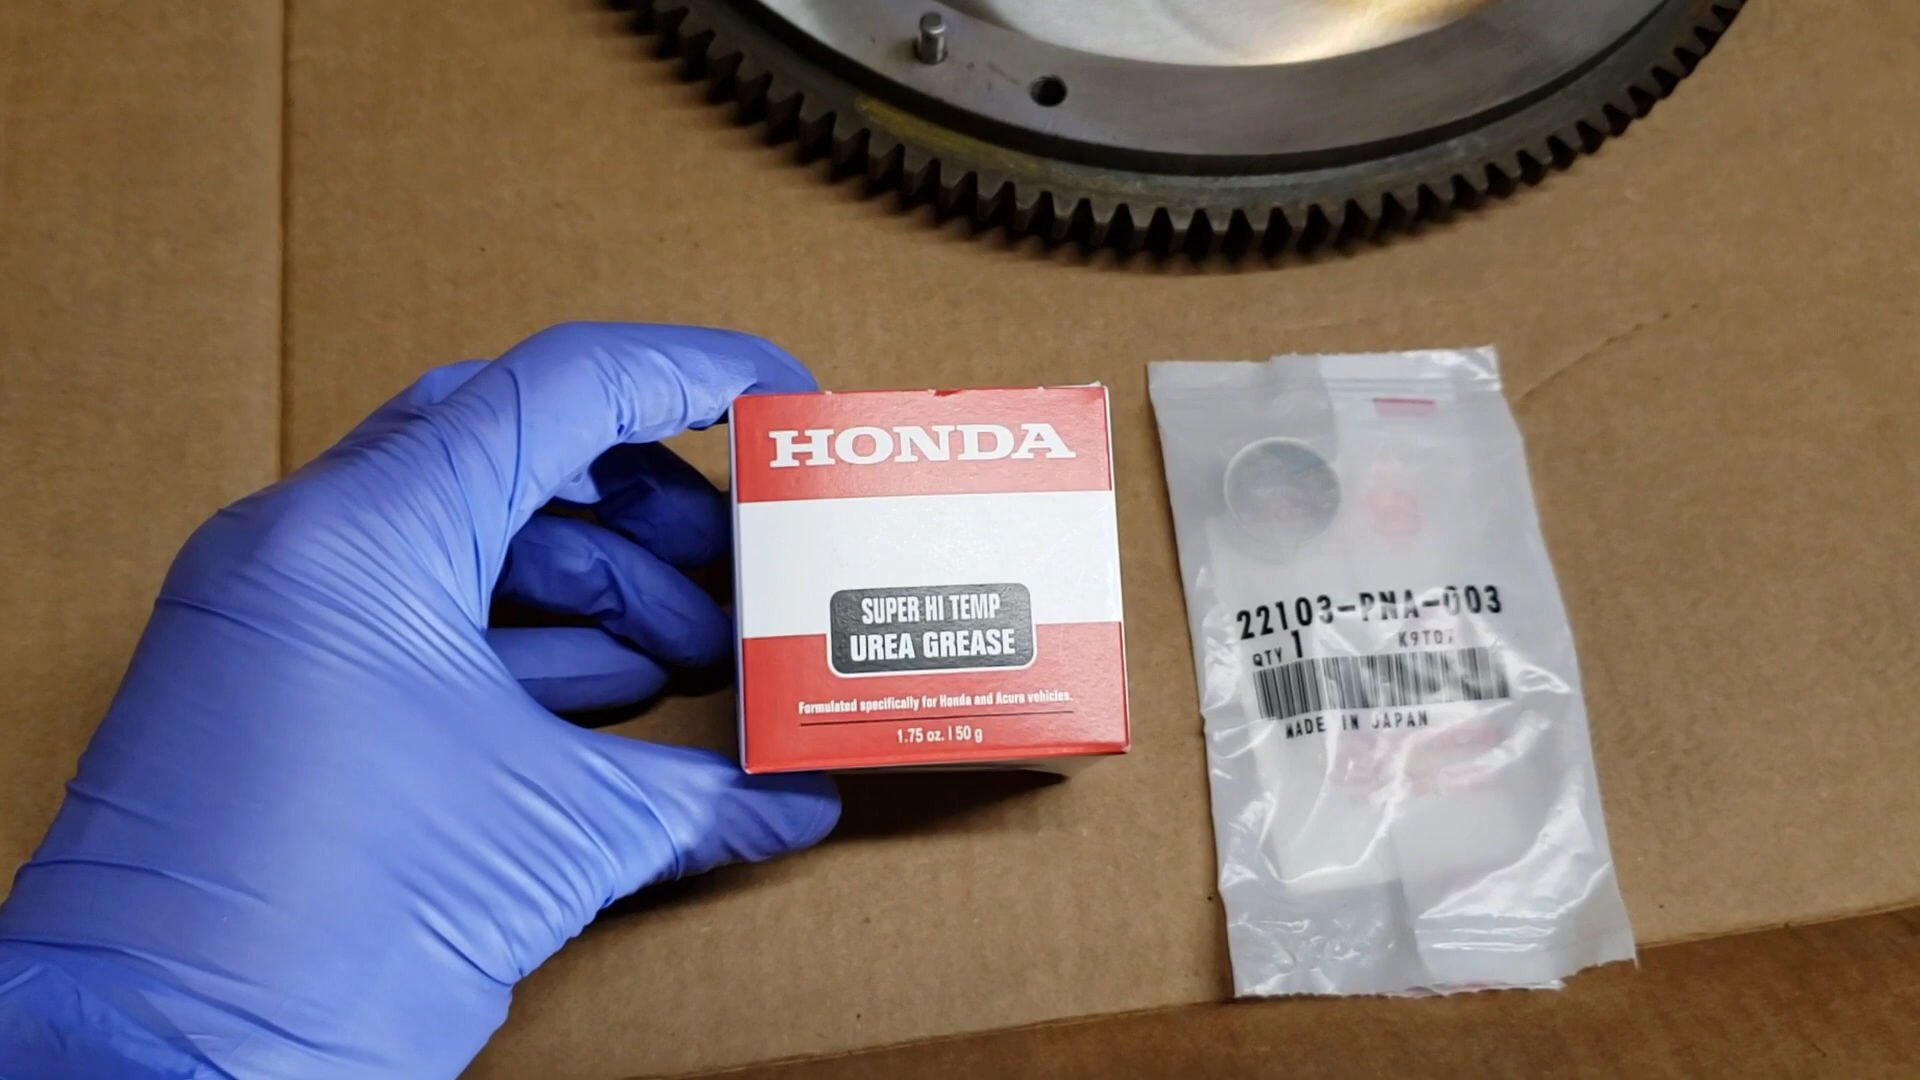 HONDA
SUPER HI TEMP
UREA GREASE
Formulated specifically for Honda and Acura vehicles.
1.75 oz. | 50 g
22103-PNA-003
QTY 1 K9T07
MADE IN JAPAN